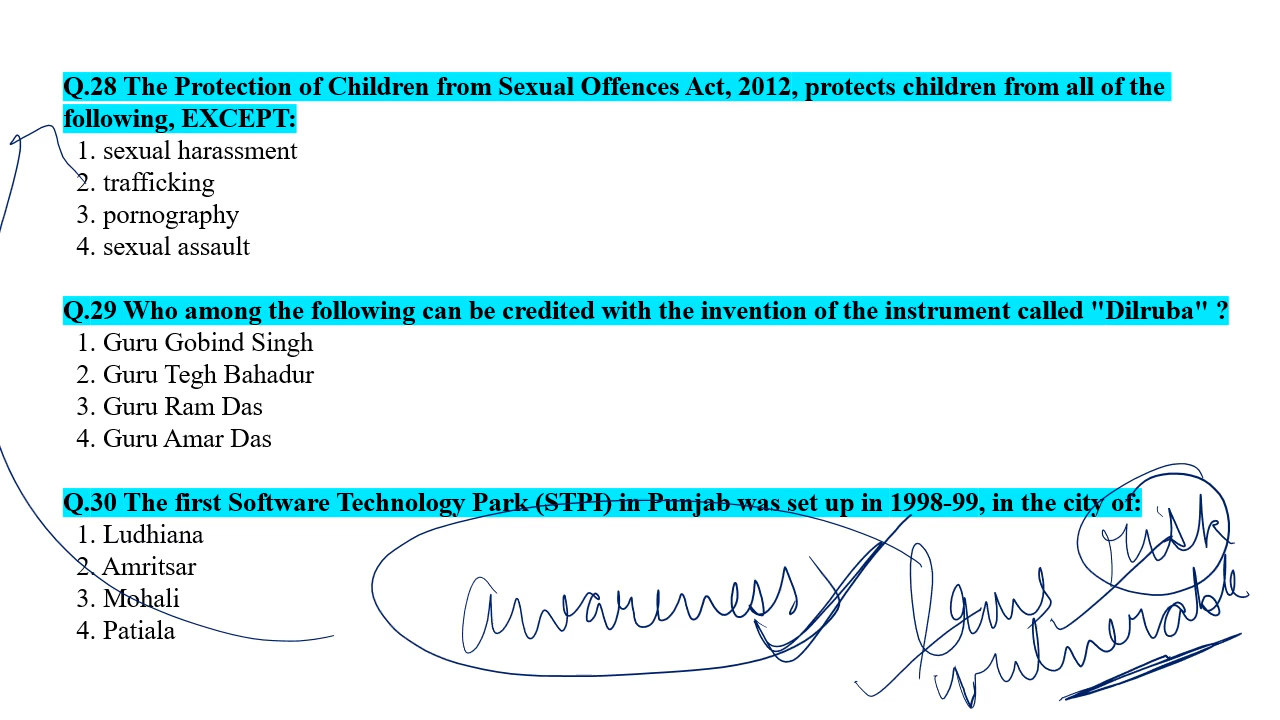 Q.28 The Protection of Children from Sexual Offences Act, 2012, protects children from all of the
following, EXCEPT:
1. sexual harassment
2. trafficking
3. pornography
4. sexual assault
Q.29 Who among the following can be credited with the invention of the instrument called "Dilruba" ?
1. Guru Gobind Singh
2. Guru Tegh Bahadur
3. Guru Ram Das
4. Guru Amar Das
Q.30 The first Software Technology Park (STPI) in Punjab was set up in 1998-99, in the city of:
1. Ludhiana
2. Amritsar
3. Mohali
4. Patiala
risk
awareness
vulnerable